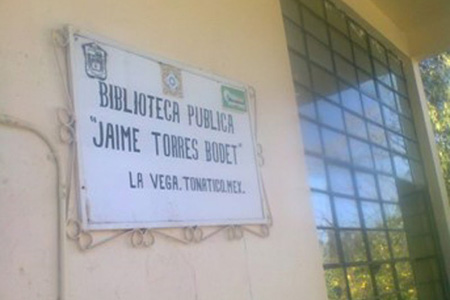 BIBLIOTECA PUBLICA
"JAIME TORRES BODET"
LA VEGA. TONATICO. MEX.